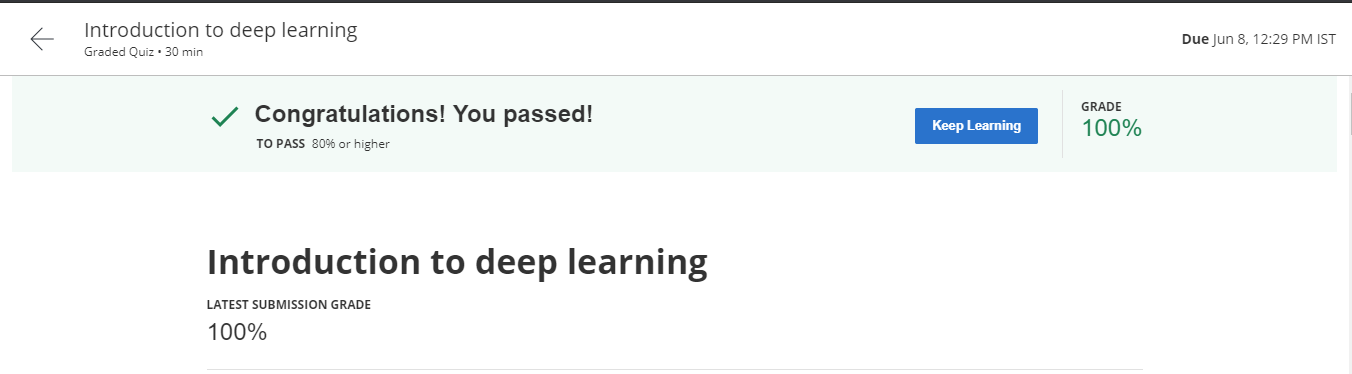 Introduction to deep learning
Graded Quiz • 30 min
Due Jun 8, 12:29 PM IST
Congratulations! You passed!
TO PASS 80% or higher
Keep Learning
GRADE
100%
Introduction to deep learning
LATEST SUBMISSION GRADE
100%